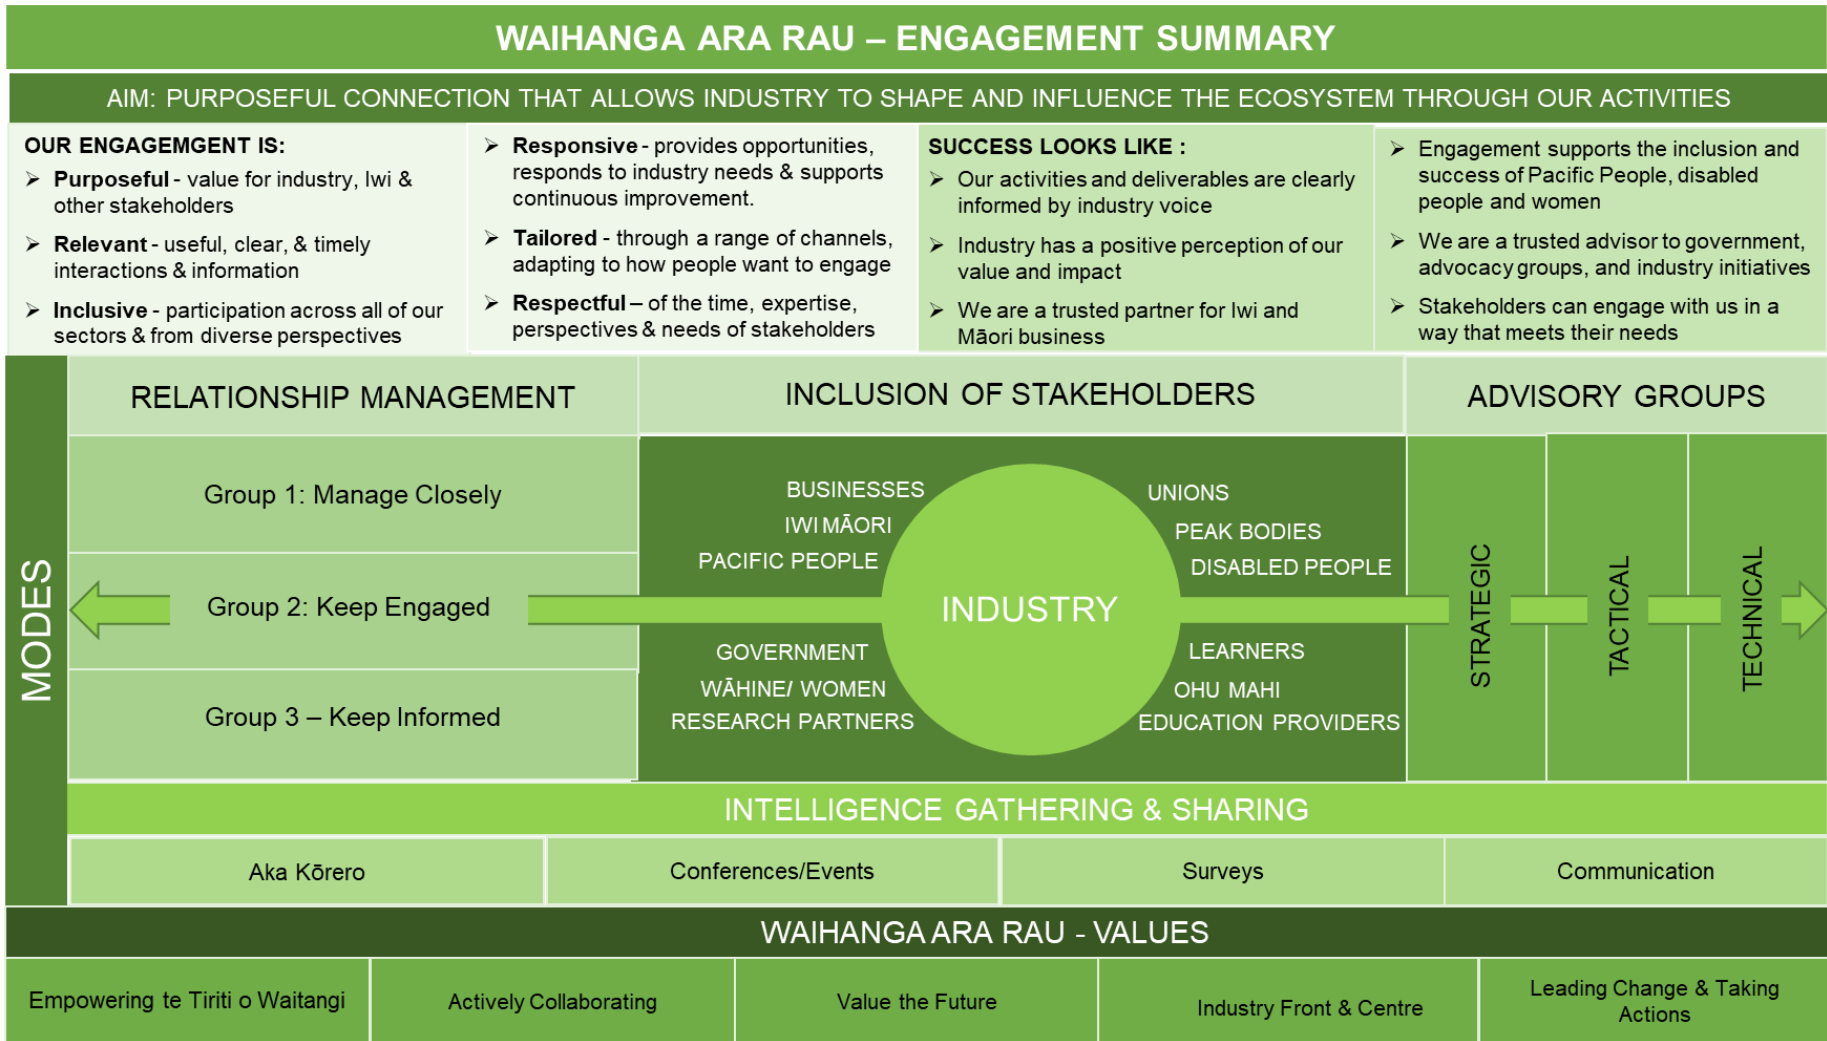 WAIHANGA ARA RAU – ENGAGEMENT SUMMARY
AIM: PURPOSEFUL CONNECTION THAT ALLOWS INDUSTRY TO SHAPE AND INFLUENCE THE ECOSYSTEM THROUGH OUR ACTIVITIES
OUR ENGAGEMGENT IS:
➢ Purposeful - value for industry, Iwi &
other stakeholders
➢ Relevant - useful, clear, & timely
interactions & information
➢ Inclusive - participation across all of our
sectors & from diverse perspectives
➢ Responsive - provides opportunities,
responds to industry needs & supports
continuous improvement.
➢ Tailored - through a range of channels,
adapting to how people want to engage
➢ Respectful – of the time, expertise,
perspectives & needs of stakeholders
SUCCESS LOOKS LIKE :
➢ Our activities and deliverables are clearly
informed by industry voice
➢ Industry has a positive perception of our
value and impact
➢ We are a trusted partner for Iwi and
Māori business
➢ Engagement supports the inclusion and
success of Pacific People, disabled
people and women
➢ We are a trusted advisor to government,
advocacy groups, and industry initiatives
➢ Stakeholders can engage with us in a
way that meets their needs
MODES
RELATIONSHIP MANAGEMENT
Group 1: Manage Closely
Group 2: Keep Engaged
Group 3 – Keep Informed
INCLUSION OF STAKEHOLDERS
BUSINESSES
IWI MĀORI
PACIFIC PEOPLE
GOVERNMENT
WĀHINE/ WOMEN
RESEARCH PARTNERS
INDUSTRY
UNIONS
PEAK BODIES
DISABLED PEOPLE
LEARNERS
OHU MAHI
EDUCATION PROVIDERS
ADVISORY GROUPS
STRATEGIC
TACTICAL
TECHNICAL
INTELLIGENCE GATHERING & SHARING
Aka Kōrero
Conferences/Events
Surveys
Communication
WAIHANGA ARA RAU - VALUES
Empowering te Tiriti o Waitangi
Actively Collaborating
Value the Future
Industry Front & Centre
Leading Change & Taking
Actions